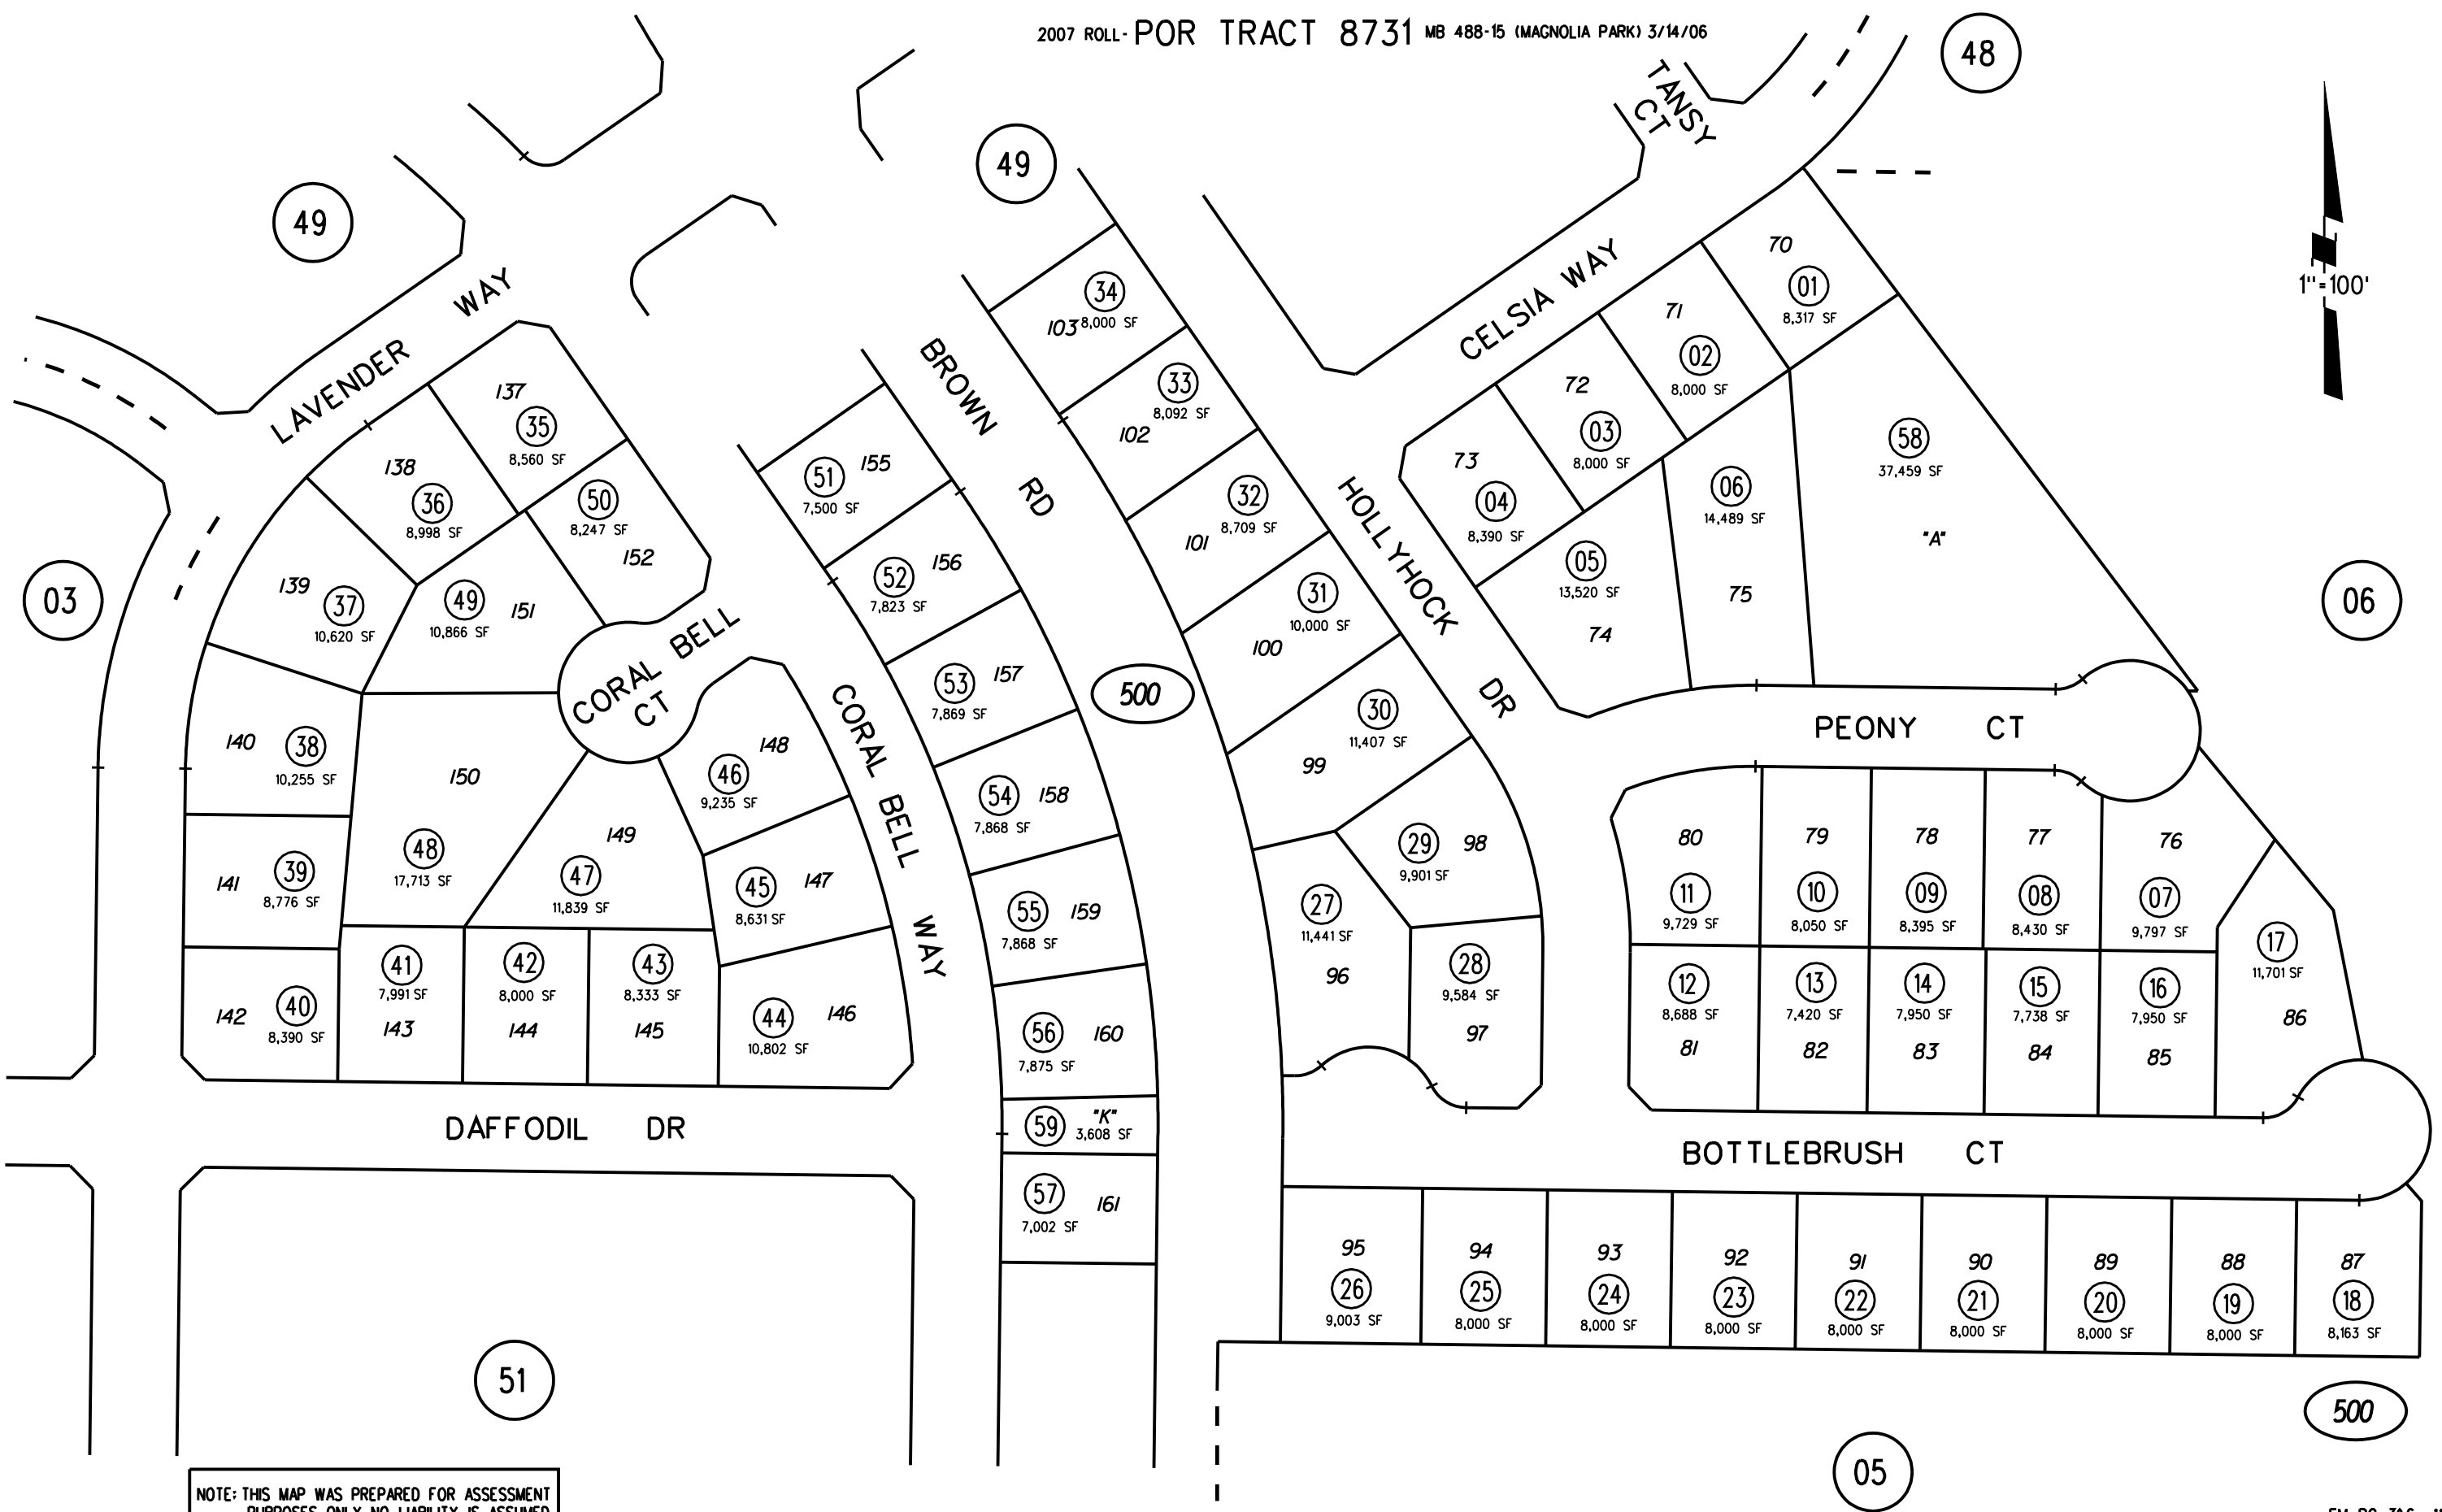 2007 ROLL- POR TRACT 8731 MB 488-15 (MAGNOLIA PARK) 3/14/06
48
49
49
TANSY
CT
1"=100'
LAVENDER WAY
BROWN RD
CELSIA WAY
HOLLYHOCK DR
CORAL BELL
CT
CORAL BELL WAY
PEONY CT
DAFFODIL DR
BOTTLEBRUSH CT
03
06
500
70
01
8,317 SF
71
02
8,000 SF
72
03
8,000 SF
73
04
8,390 SF
05
13,520 SF
74
06
14,489 SF
75
58
37,459 SF
"A"
34
103
8,000 SF
33
8,092 SF
102
32
8,709 SF
101
31
10,000 SF
100
30
11,407 SF
99
29
98
9,901 SF
27
11,441 SF
96
28
9,584 SF
97
137
35
8,560 SF
138
36
8,998 SF
139
37
10,620 SF
50
8,247 SF
152
49
10,866 SF
151
140
38
10,255 SF
141
39
8,776 SF
142
40
8,390 SF
150
48
17,713 SF
149
47
11,839 SF
148
46
9,235 SF
147
45
8,631 SF
146
44
10,802 SF
41
7,991 SF
143
42
8,000 SF
144
43
8,333 SF
145
51
155
7,500 SF
52
156
7,823 SF
53
157
7,869 SF
54
158
7,868 SF
55
159
7,868 SF
56
160
7,875 SF
59
"K"
3,608 SF
57
161
7,002 SF
80
11
9,729 SF
79
10
8,050 SF
78
09
8,395 SF
77
08
8,430 SF
76
07
9,797 SF
17
11,701 SF
86
12
8,688 SF
81
13
7,420 SF
82
14
7,950 SF
83
15
7,738 SF
84
16
7,950 SF
85
95
26
9,003 SF
94
25
8,000 SF
93
24
8,000 SF
92
23
8,000 SF
91
22
8,000 SF
90
21
8,000 SF
89
20
8,000 SF
88
19
8,000 SF
87
18
8,163 SF
51
500
05
NOTE: THIS MAP WAS PREPARED FOR ASSESSMENT
PURPOSES ONLY NO LIABILITY IS ASSUMED